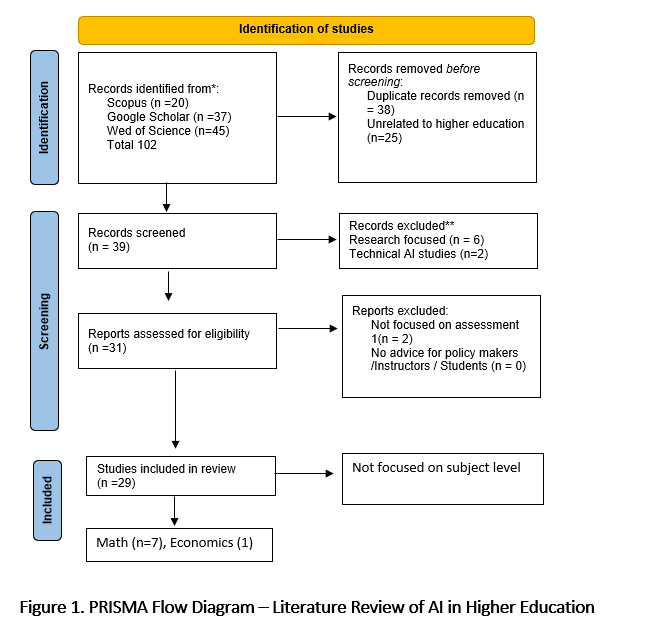 Identification of studies
Identification
Records identified from*:
Scopus (n =20)
Google Scholar (n =37)
Wed of Science (n=45)
Total 102
Records removed before
screening:
Duplicate records removed (n
= 38)
Unrelated to higher education
(n=25)
Screening
Records screened
(n = 39)
Records excluded**
Research focused (n = 6)
Technical AI studies (n=2)
Reports assessed for eligibility
(n =31)
Reports excluded:
Not focused on assessment
1(n = 2)
No advice for policy makers
/Instructors / Students (n = 0)
Included
Studies included in review
(n =29)
Not focused on subject level
Math (n=7), Economics (1)
Figure 1. PRISMA Flow Diagram – Literature Review of AI in Higher Education